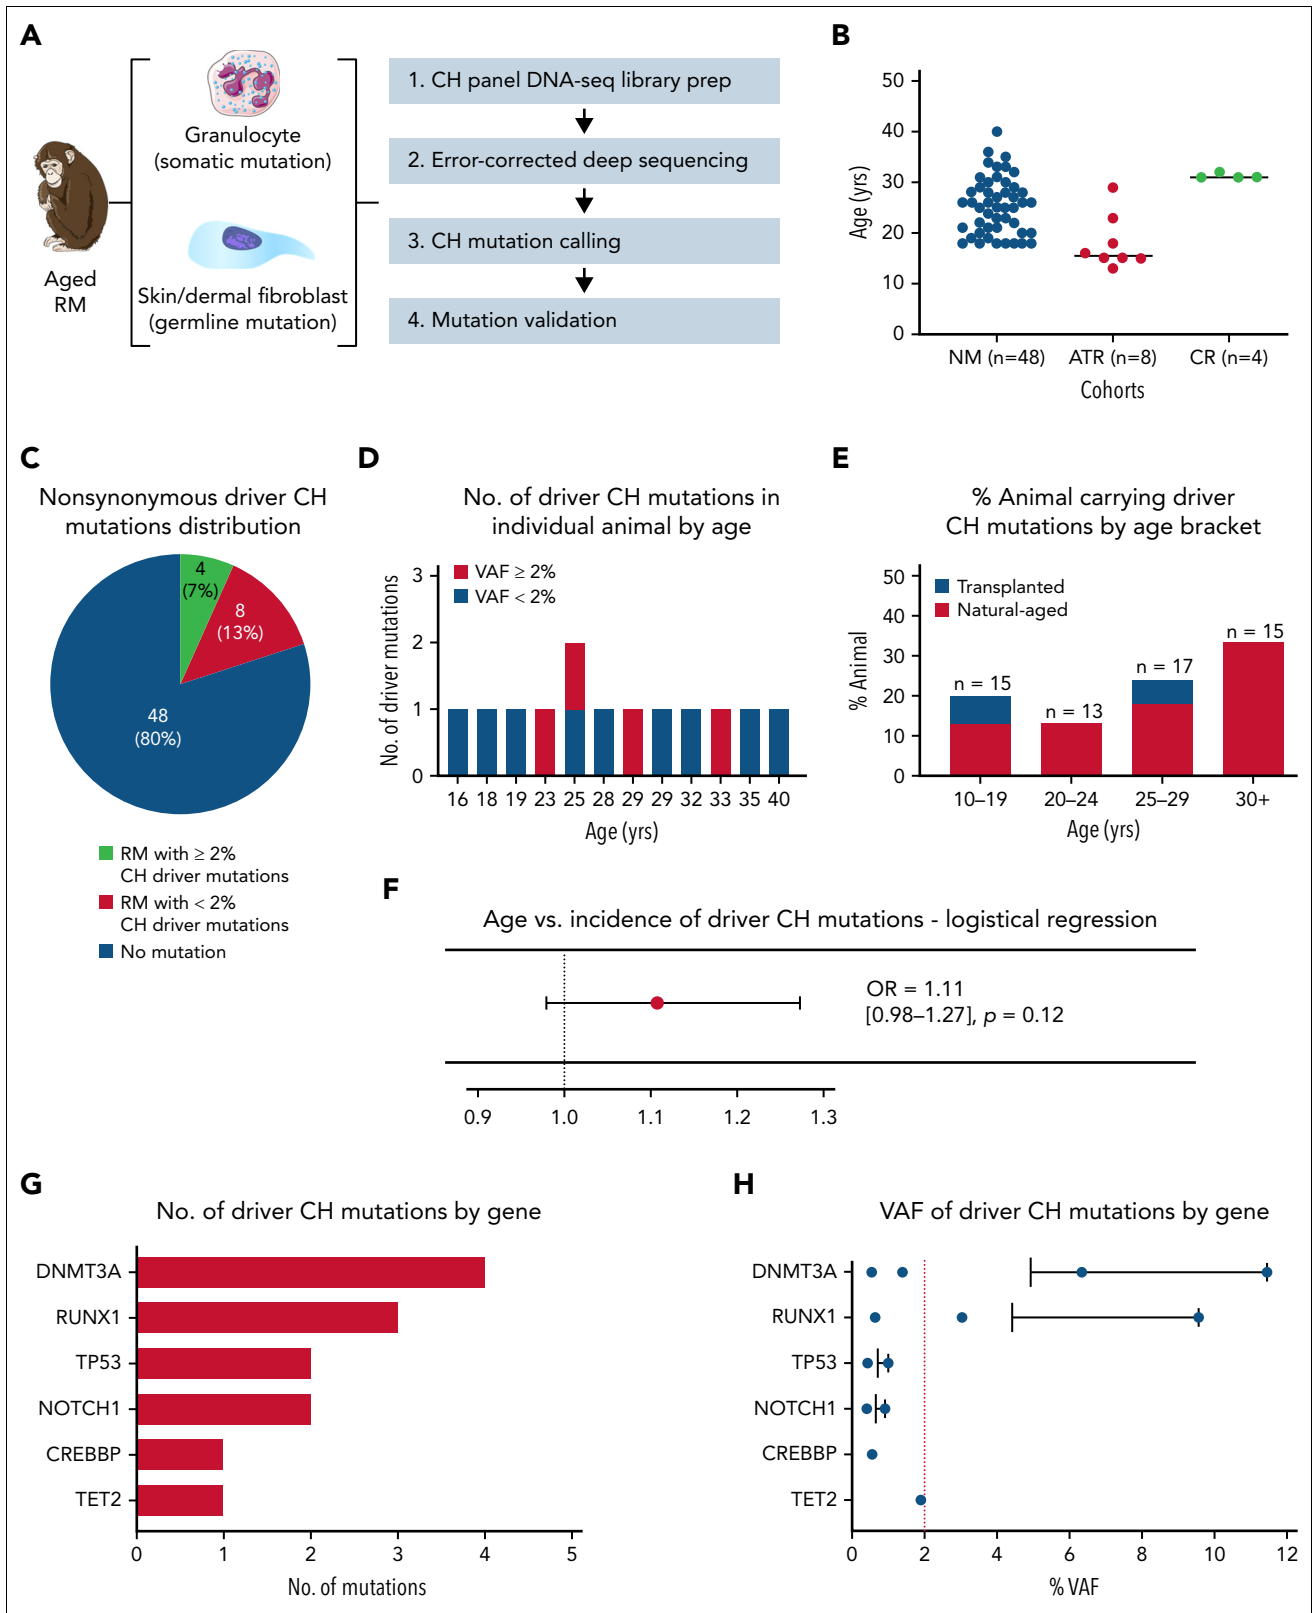 A
Granulocyte
(somatic mutation)
Aged
RM
Skin/dermal fibroblast
(germline mutation)
1. CH panel DNA-seq library prep
2. Error-corrected deep sequencing
3. CH mutation calling
4. Mutation validation
B
Age (yrs)
50
40
30
20
10
0
NM (n=48)
ATR (n=8)
CR (n=4)
Cohorts
C
Nonsynonymous driver CH
mutations distribution
4
(7%)
8
(13%)
48
(80%)
RM with ≥ 2%
CH driver mutations
RM with < 2%
CH driver mutations
No mutation
D
No. of driver CH mutations in
individual animal by age
No. of driver mutations
3
2
1
0
VAF ≥ 2%
VAF < 2%
16 18 19 23 25 28 29 29 32 33 35 40
Age (yrs)
E
% Animal carrying driver
CH mutations by age bracket
% Animal
50
40
30
20
10
0
Transplanted
Natural-aged
n = 15
n = 13
n = 17
n = 15
10–19 20–24 25–29 30+
Age (yrs)
F
Age vs. incidence of driver CH mutations - logistical regression
OR = 1.11
[0.98–1.27], p = 0.12
0.9 1.0 1.1 1.2 1.3
G
No. of driver CH mutations by gene
DNMT3A
RUNX1
TP53
NOTCH1
CREBBP
TET2
0 1 2 3 4 5
No. of mutations
H
VAF of driver CH mutations by gene
DNMT3A
RUNX1
TP53
NOTCH1
CREBBP
TET2
0 2 4 6 8 10 12
% VAF